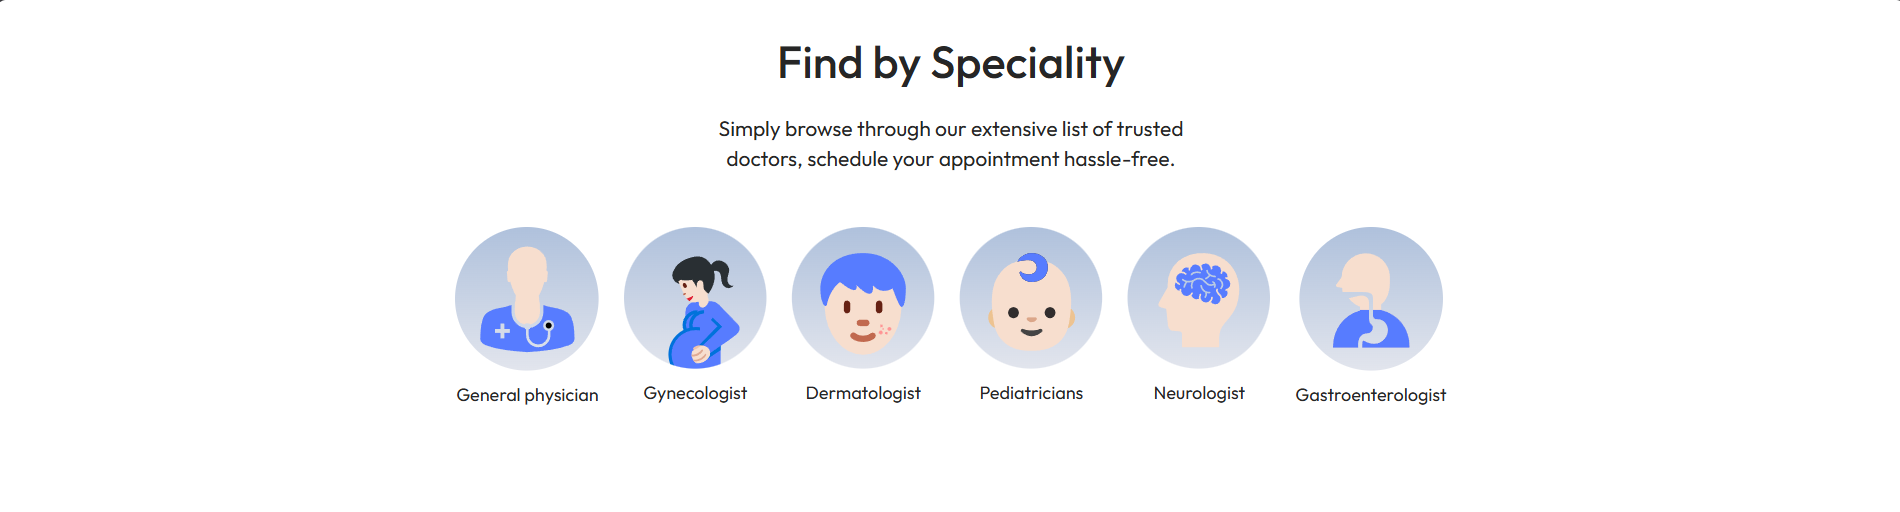 Find by Speciality
Simply browse through our extensive list of trusted
doctors, schedule your appointment hassle-free.
General physician
Gynecologist
Dermatologist
Pediatricians
Neurologist
Gastroenterologist